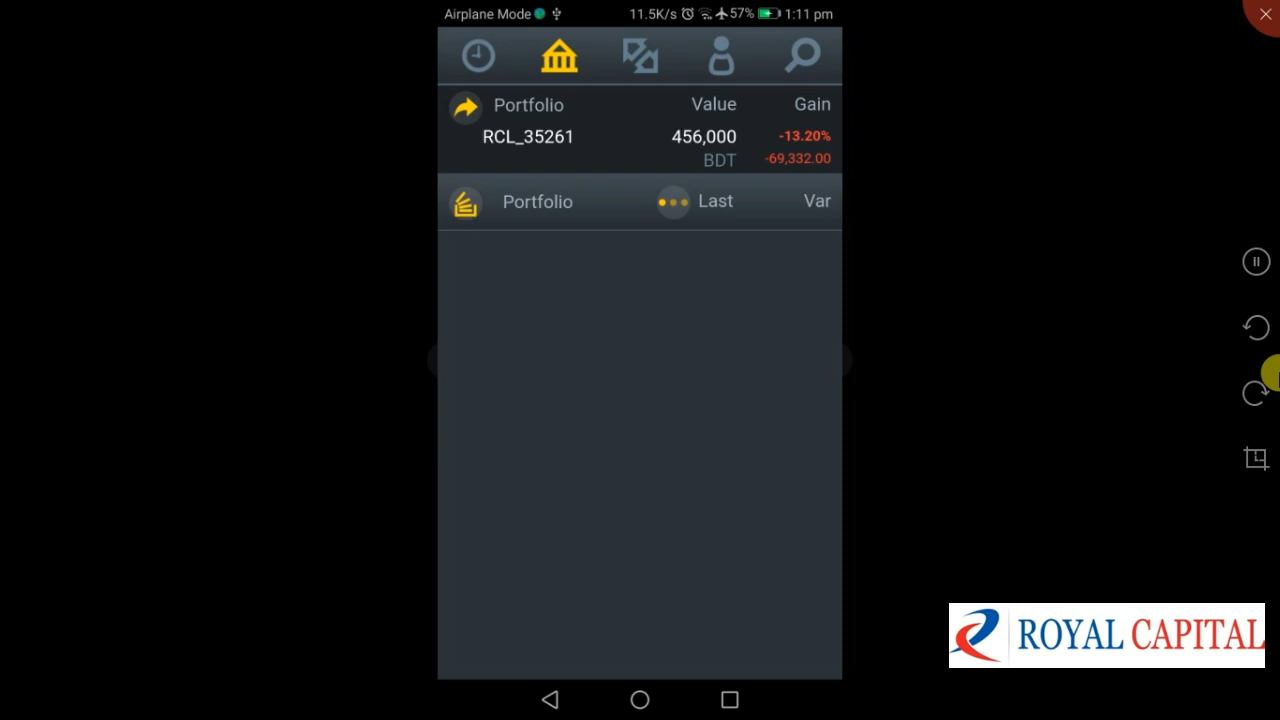 Airplane Mode 11.5K/s 57% 1:11 pm
Portfolio Value Gain
RCL_35261 456,000 -13.20%
BDT -69,332.00
Portfolio Last Var
ROYAL CAPITAL